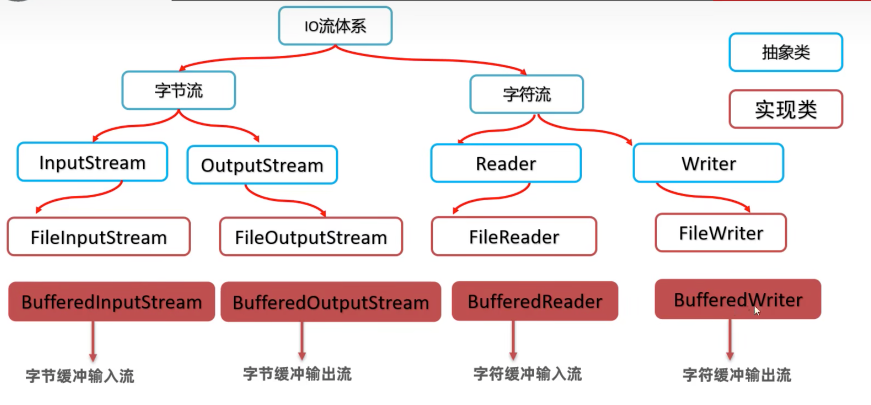 IO流体系
抽象类
字节流
字符流
实现类
InputStream
OutputStream
Reader
Writer
FileInputStream
FileOutputStream
FileReader
FileWriter
BufferedInputStream
BufferedOutputStream
BufferedReader
BufferedWriter
字节缓冲输入流
字节缓冲输出流
字符缓冲输入流
字符缓冲输出流